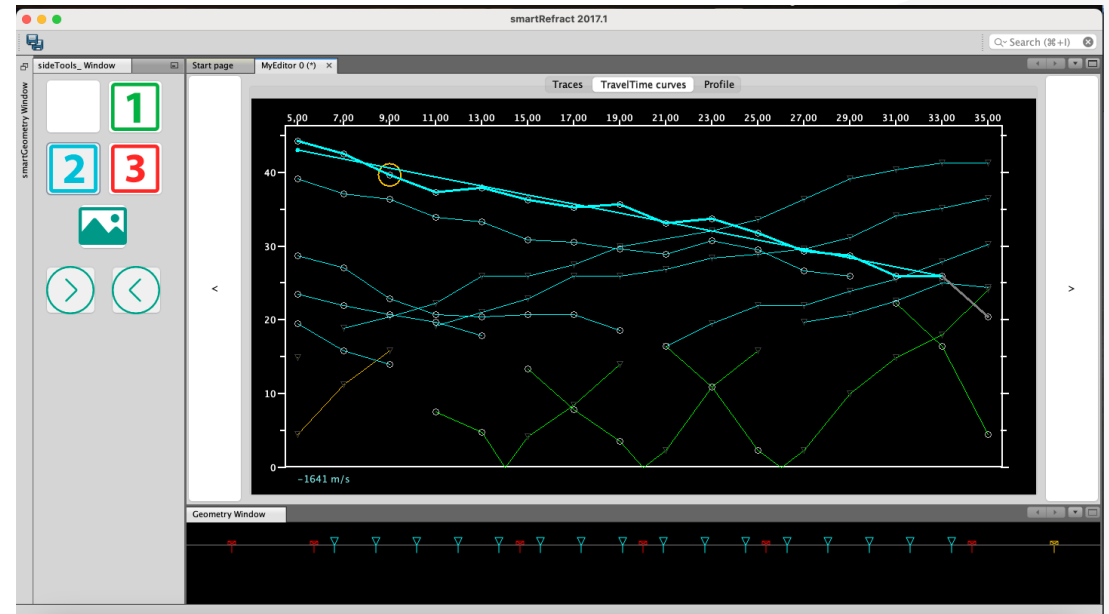 smartRefract 2017.1
Search (⌘+I)
sideTools_ Window
Start page
MyEditor 0 (*)
×
smartGeometry Window
1
2
3
Traces
TravelTime curves
Profile
5,00 7,00 9,00 11,00 13,00 15,00 17,00 19,00 21,00 23,00 25,00 27,00 29,00 31,00 33,00 35,00
40
30
20
10
0
-1641 m/s
<
>
Geometry Window